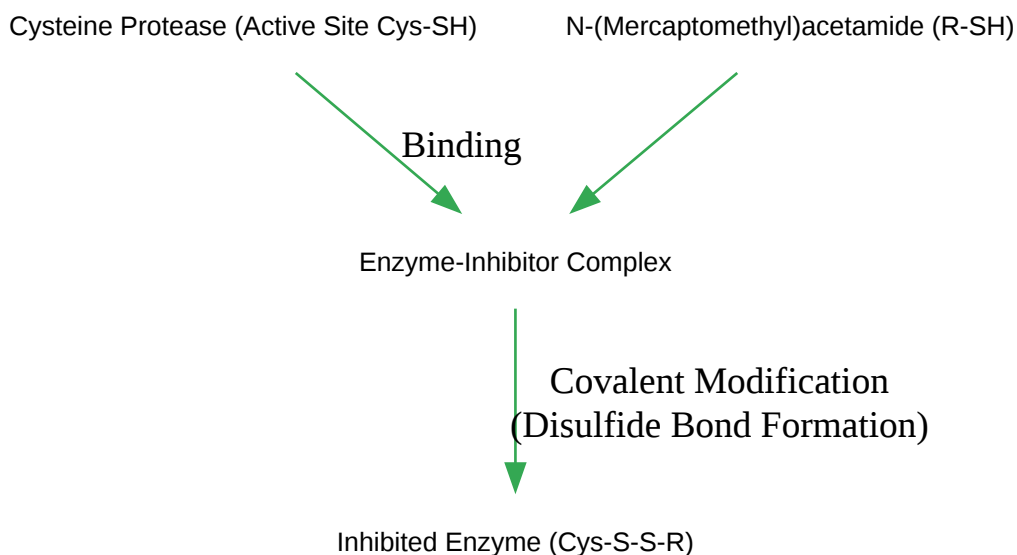 Cysteine Protease (Active Site Cys-SH)
N-(Mercaptomethyl)acetamide (R-SH)
Binding
Enzyme-Inhibitor Complex
Covalent Modification
(Disulfide Bond Formation)
Inhibited Enzyme (Cys-S-S-R)